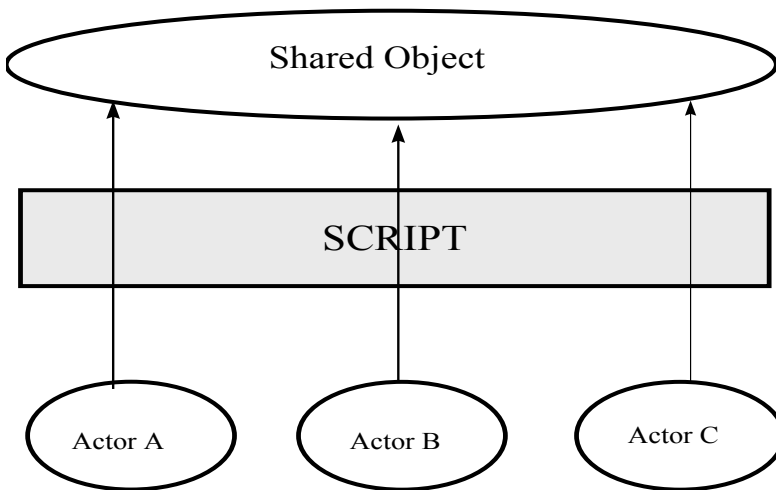 Shared Object
SCRIPT
Actor A
Actor B
Actor C